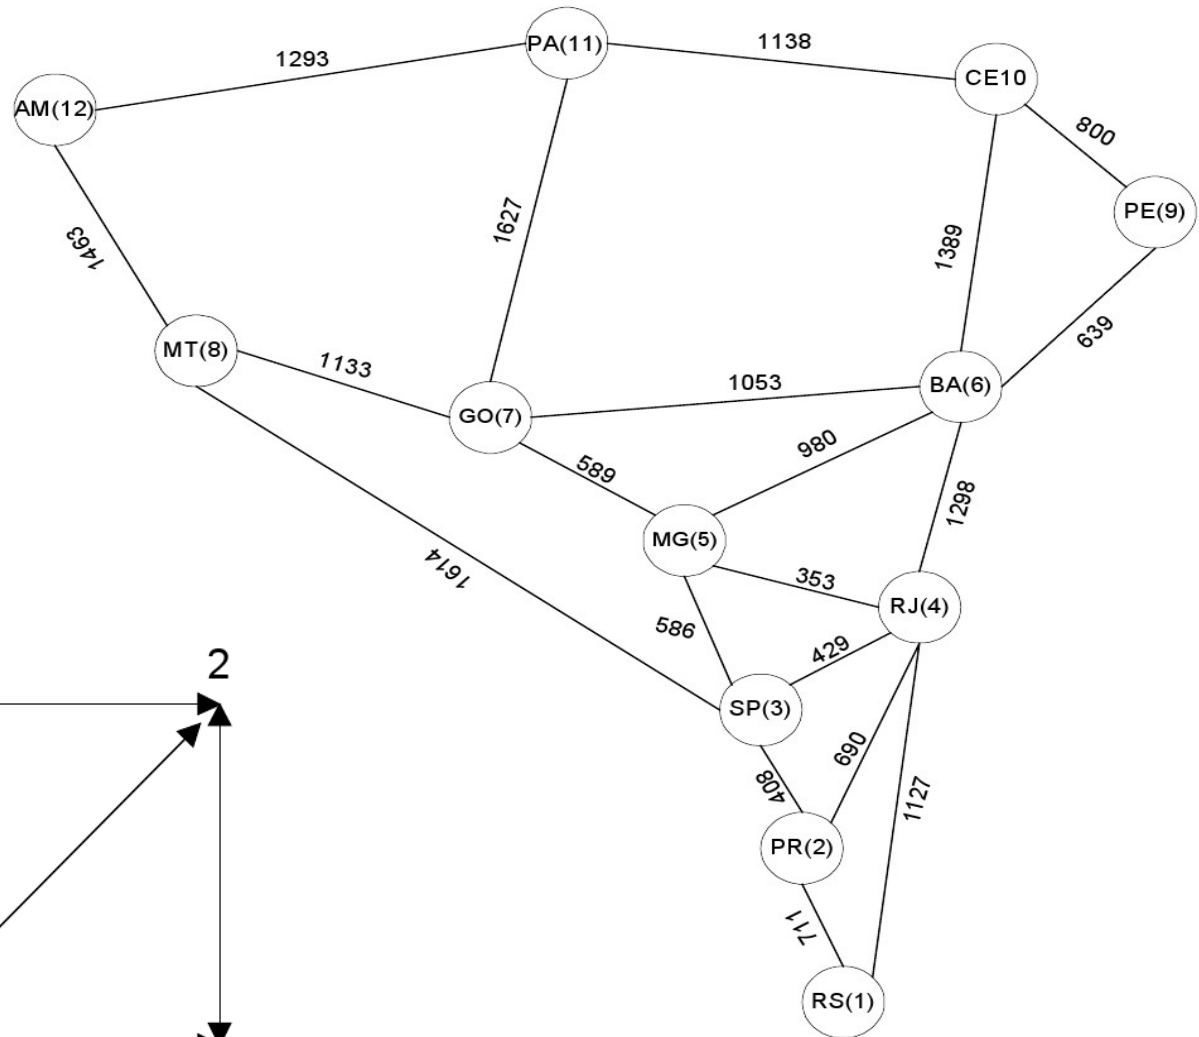 PA(11)
1138
1293
CE10
AM(12)
800
PE(9)
1627
1389
1463
639
MT(8)
1133
1053
BA(6)
GO(7)
980
589
1298
MG(5)
353
1614
RJ(4)
586
429
2
SP(3)
690
408
1127
PR(2)
711
RS(1)